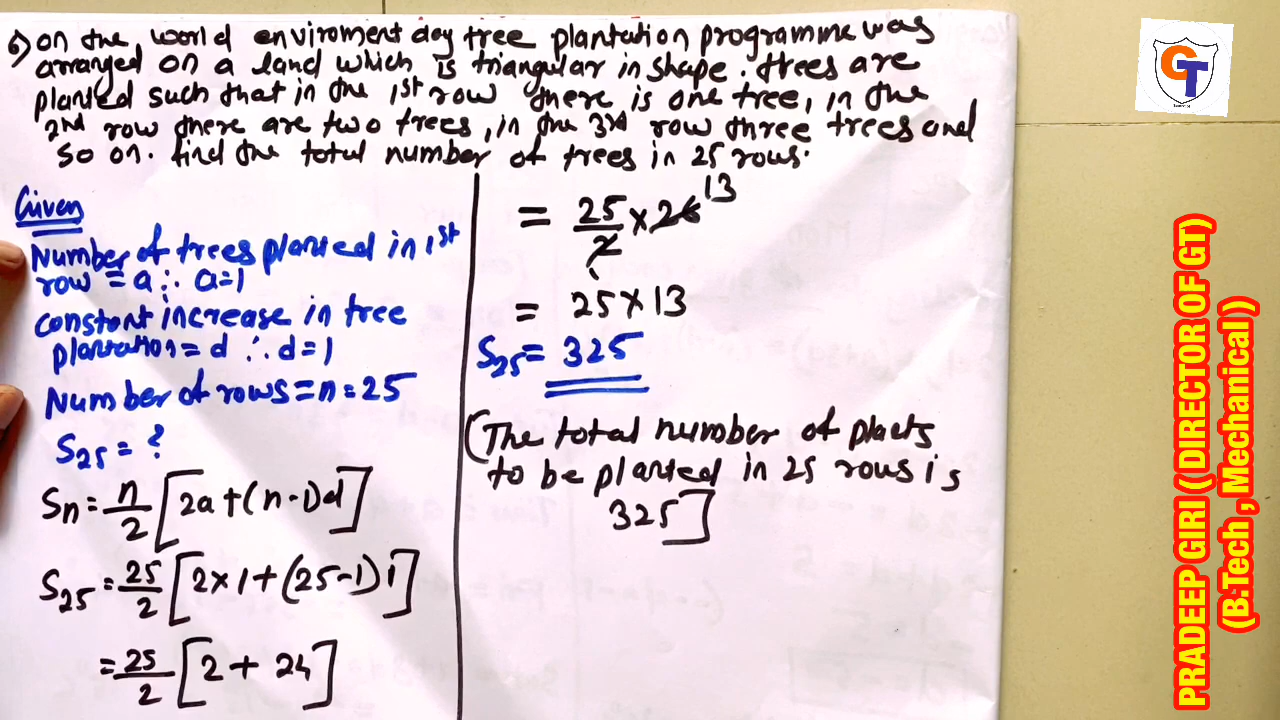 6) on the world enviroment day tree plantation programme was
arranged on a land which is triangular in shape. trees are
planted such that in the 1st row there is one tree, in the
2nd row there are two trees, in the 3rd row three trees and
so on. find the total number of trees in 25 rows.
Given
Number of trees planted in 1st
row = a ∴ a=1
constant increase in tree
plantation = d ∴ d=1
Number of rows = n = 25
S25 = ?
Sn = n/2 [2a+(n-1)d]
S25 = 25/2 [2×1+(25-1)1]
= 25/2 [2 + 24]
= 25/2 × 26 13
= 25×13
S25 = 325
(The total number of
to be planted in 25 rows is
325]
GT
PRADEEP GIRI ( ( DIRECTOR OF GT)
(B.Tech , Mechanical ))